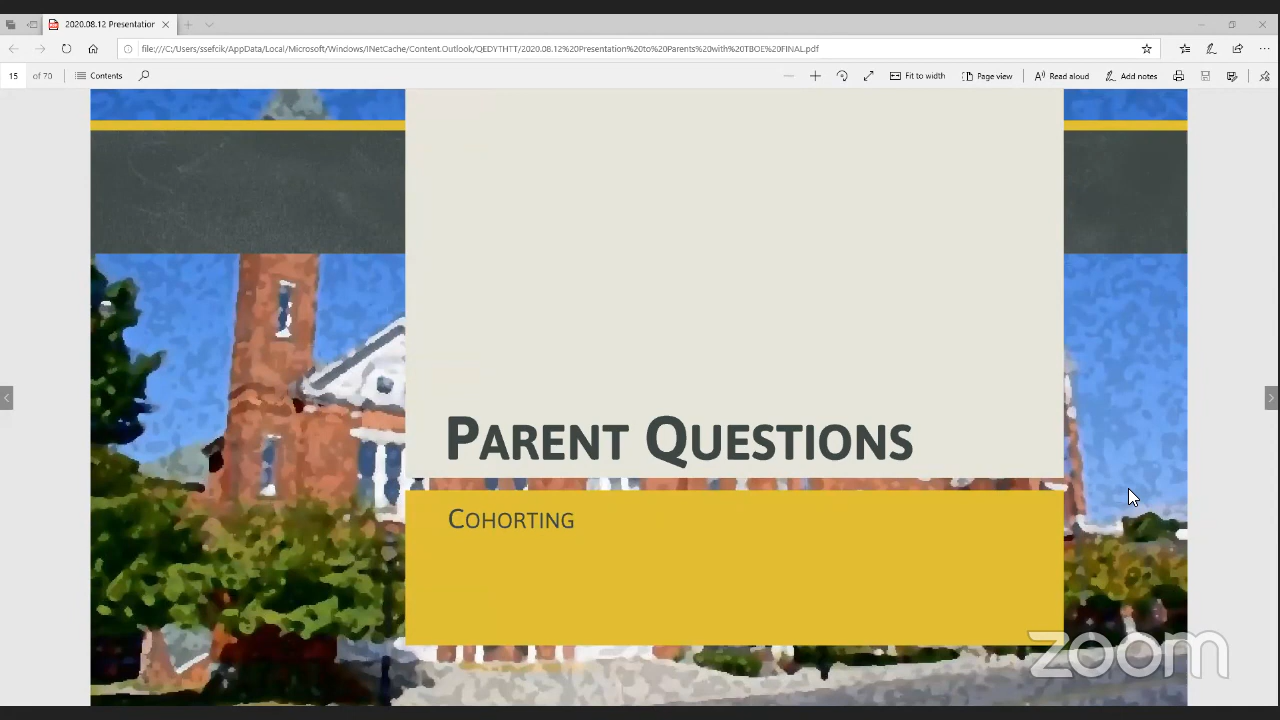 2020.08.12 Presentation
file:///C:/Users/ssefcik/AppData/Local/Microsoft/Windows/INetCache/Content.Outlook/QEDYTHTT/2020.08.12%20Presentation%20to%20Parents%20with%20TBOE%20FINAL.pdf
15 of 70 Contents Fit to width Page view Read aloud Add notes
PARENT QUESTIONS
COHORTING
zoom